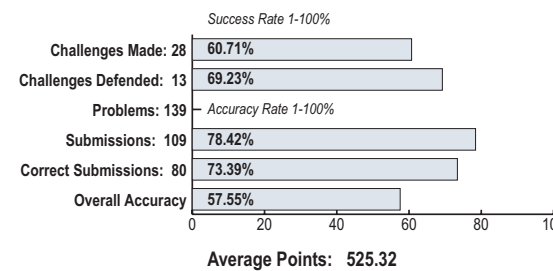 Success Rate 1-100%
Challenges Made: 28 60.71%
Challenges Defended: 13 69.23%
Problems: 139 Accuracy Rate 1-100%
Submissions: 109 78.42%
Correct Submissions: 80 73.39%
Overall Accuracy 57.55%
0 20 40 60 80 10
Average Points: 525.32